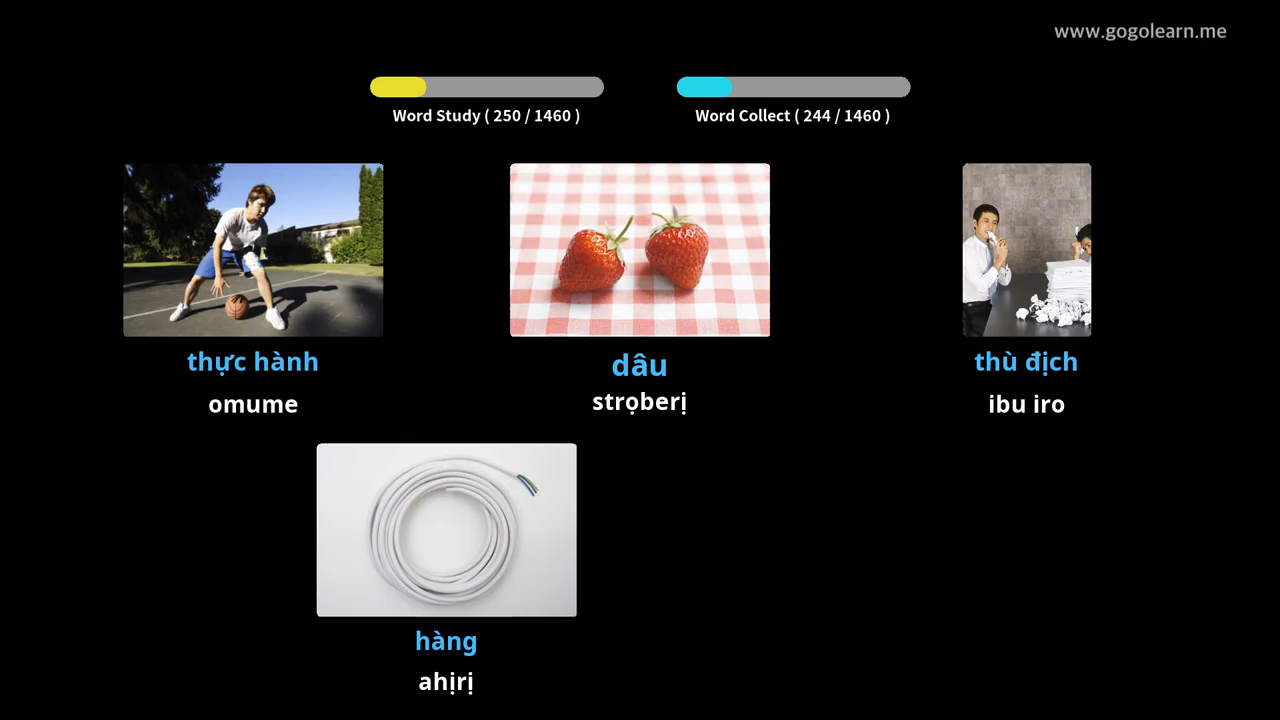 www.gogolearn.me
Word Study ( 250 / 1460 )
Word Collect ( 244 / 1460 )
thực hành
omume
dâu
strọberị
thù địch
ibu iro
hàng
ahịrị